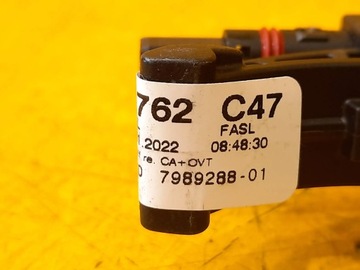 762 C47
FASL
.2022 08:48:30
re. CA+OVT
7989288-01